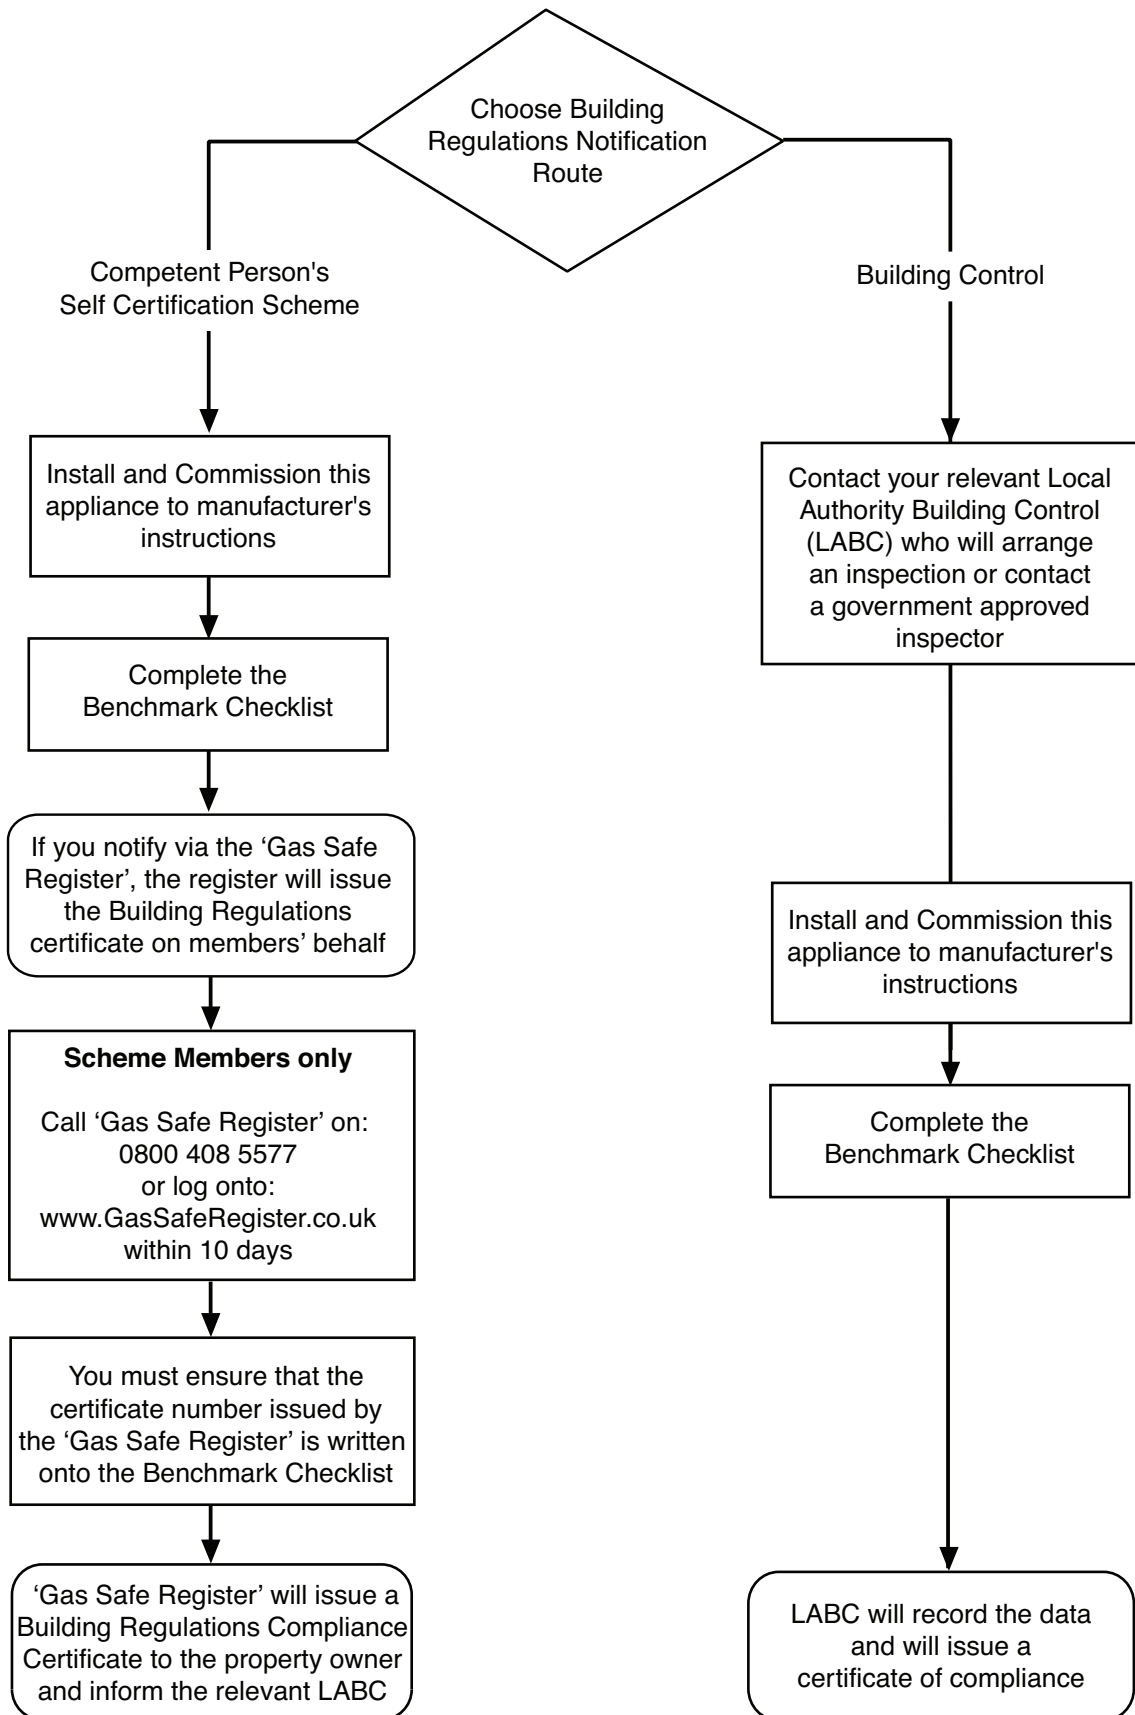 Choose Building
Regulations Notification
Route
Competent Person's
Self Certification Scheme
Building Control
Install and Commission this
appliance to manufacturer's
instructions
Contact your relevant Local
Authority Building Control
(LABC) who will arrange
an inspection or contact
a government approved
inspector
Complete the
Benchmark Checklist
If you notify via the ‘Gas Safe
Register’, the register will issue
the Building Regulations
certificate on members’ behalf
Install and Commission this
appliance to manufacturer's
instructions
Scheme Members only
Call ‘Gas Safe Register’ on:
0800 408 5577
or log onto:
www.GasSafeRegister.co.uk
within 10 days
Complete the
Benchmark Checklist
You must ensure that the
certificate number issued by
the ‘Gas Safe Register’ is written
onto the Benchmark Checklist
‘Gas Safe Register’ will issue a
Building Regulations Compliance
Certificate to the property owner
and inform the relevant LABC
LABC will record the data
and will issue a
certificate of compliance